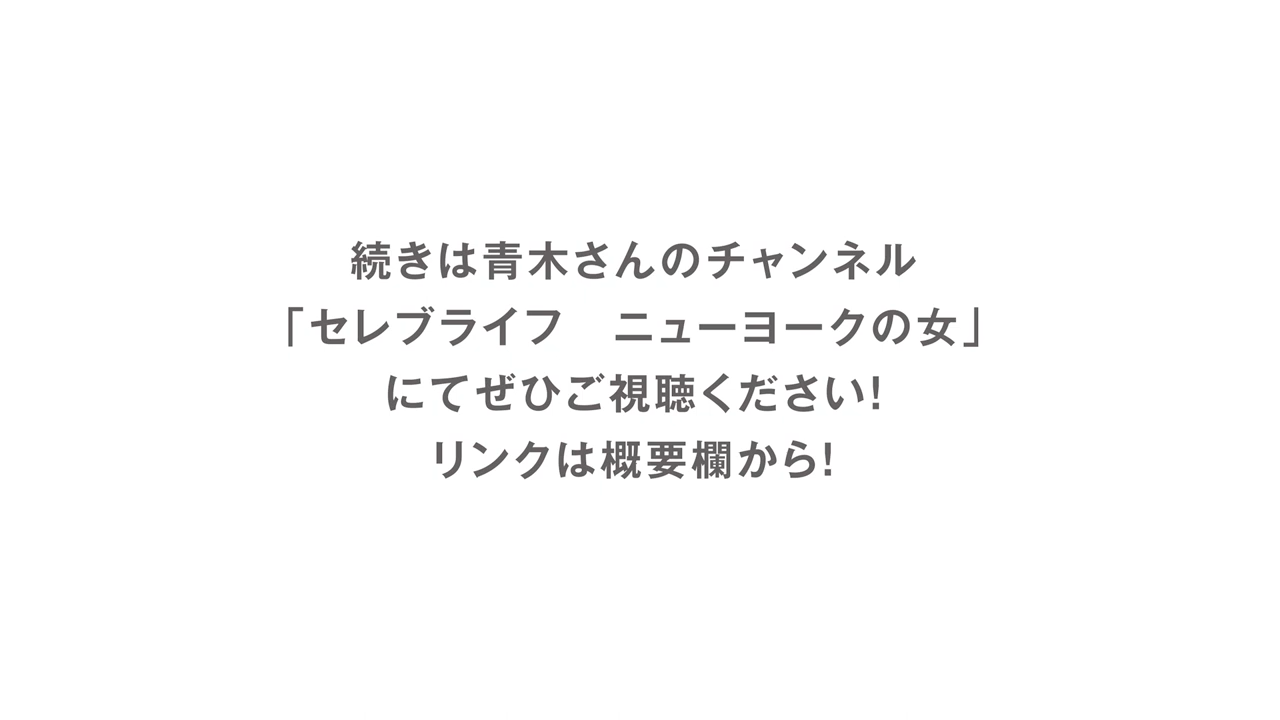 続きは青木さんのチャンネル
「セレブライフ　ニューヨークの女」
にてぜひご視聴ください!
リンクは概要欄から!